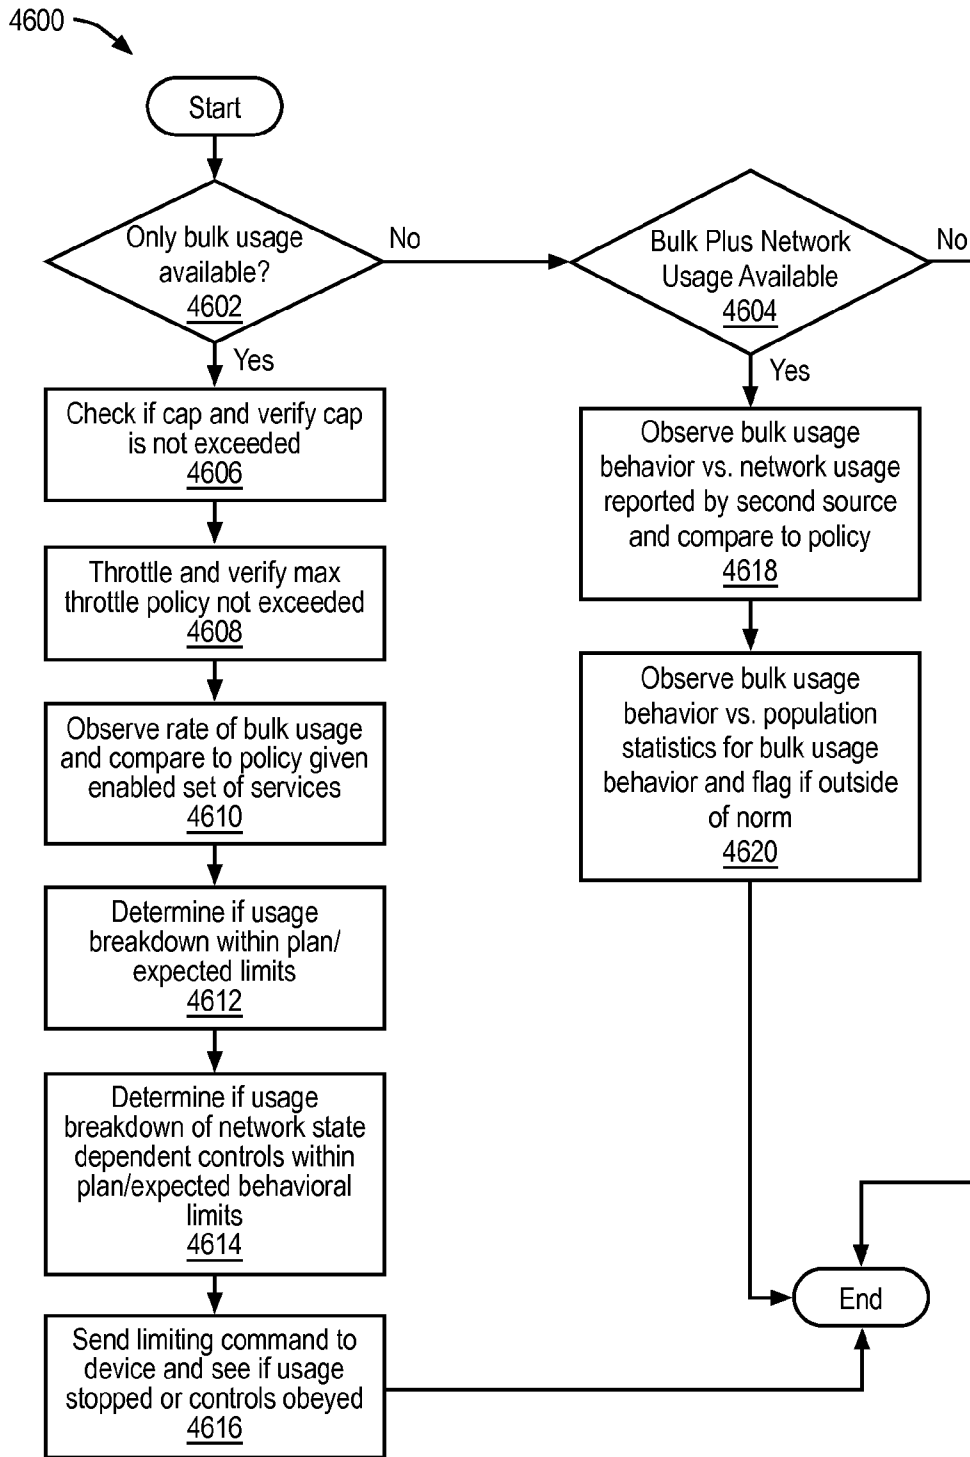 4600
Start
Only bulk usage
available?
4602
No
Yes
Bulk Plus Network
Usage Available
4604
No
Yes
Check if cap and verify cap
is not exceeded
4606
Throttle and verify max
throttle policy not exceeded
4608
Observe rate of bulk usage
and compare to policy given
enabled set of services
4610
Determine if usage
breakdown within plan/
expected limits
4612
Determine if usage
breakdown of network state
dependent controls within
plan/expected behavioral
limits
4614
Send limiting command to
device and see if usage
stopped or controls obeyed
4616
Observe bulk usage
behavior vs. network usage
reported by second source
and compare to policy
4618
Observe bulk usage
behavior vs. population
statistics for bulk usage
behavior and flag if outside
of norm
4620
End